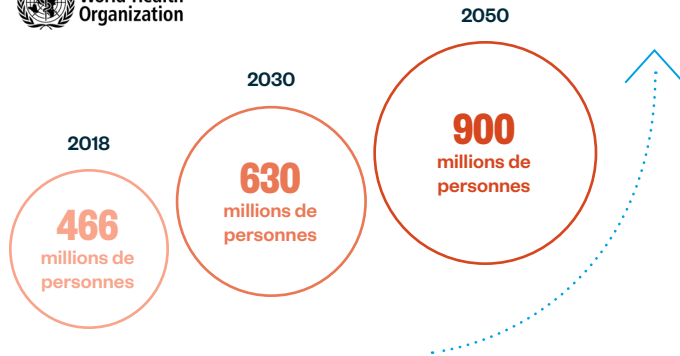 World Health
Organization
2018
466
millions de
personnes
2030
630
millions de
personnes
2050
900
millions de
personnes